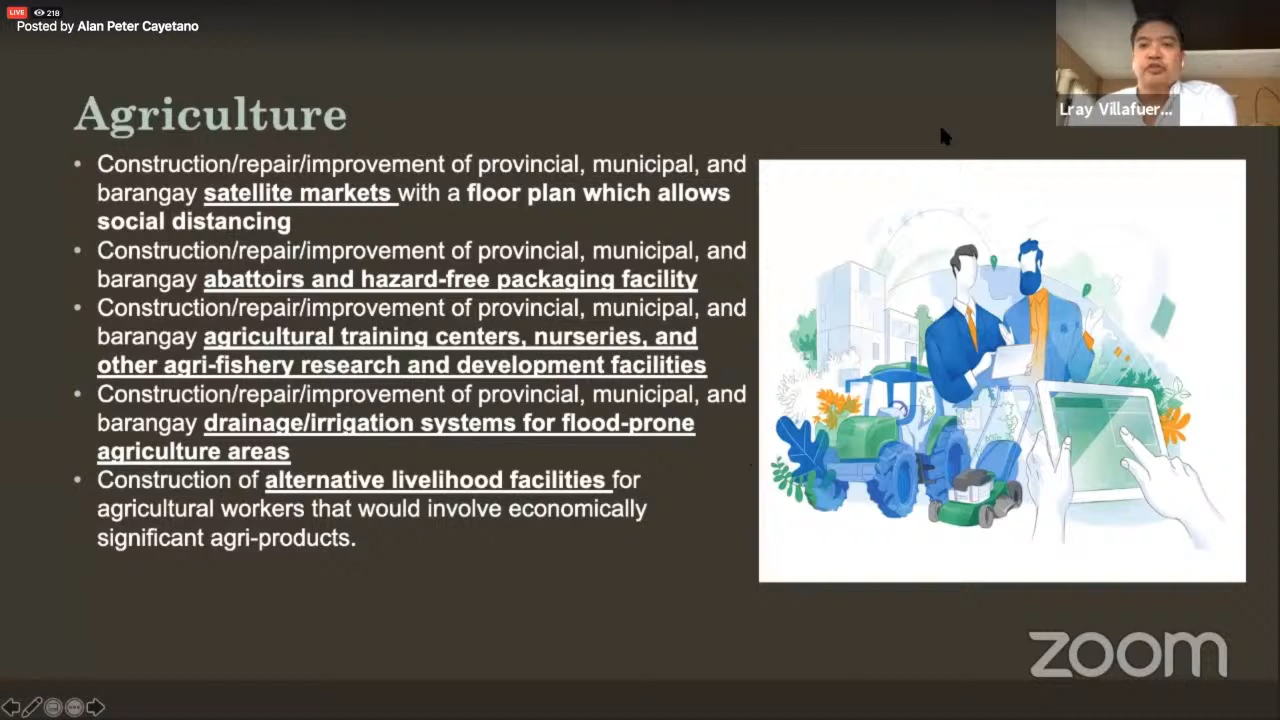 LIVE 218
Posted by Alan Peter Cayetano
Lray Villafuer...
Agriculture
• Construction/repair/improvement of provincial, municipal, and
barangay satellite markets with a floor plan which allows
social distancing
• Construction/repair/improvement of provincial, municipal, and
barangay abattoirs and hazard-free packaging facility
• Construction/repair/improvement of provincial, municipal, and
barangay agricultural training centers, nurseries, and
other agri-fishery research and development facilities
• Construction/repair/improvement of provincial, municipal, and
barangay drainage/irrigation systems for flood-prone
agriculture areas
• Construction of alternative livelihood facilities for
agricultural workers that would involve economically
significant agri-products.
zoom